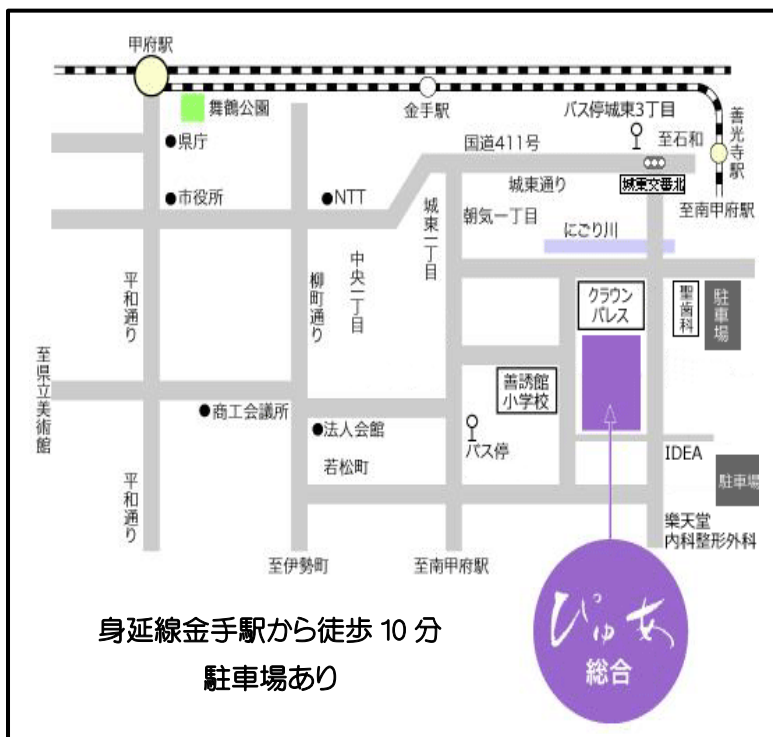 甲府駅
舞鶴公園
金手駅
バス停城東3丁目
善光寺駅
県庁
国道411号
至石和
城東通り
城東交番北
市役所
NTT
城東一丁目
朝気一丁目
至南甲府駅
にごり川
平和通り
柳町通り
中央一丁目
クラウン
パレス
聖歯科
駐車場
至県立美術館
善誘館
小学校
商工会議所
法人会館
バス停
若松町
IDEA
駐車場
平和通り
樂天堂
内科整形外科
至伊勢町
至南甲府駅
ぴゅあ
総合
身延線金手駅から徒歩 10 分
駐車場あり